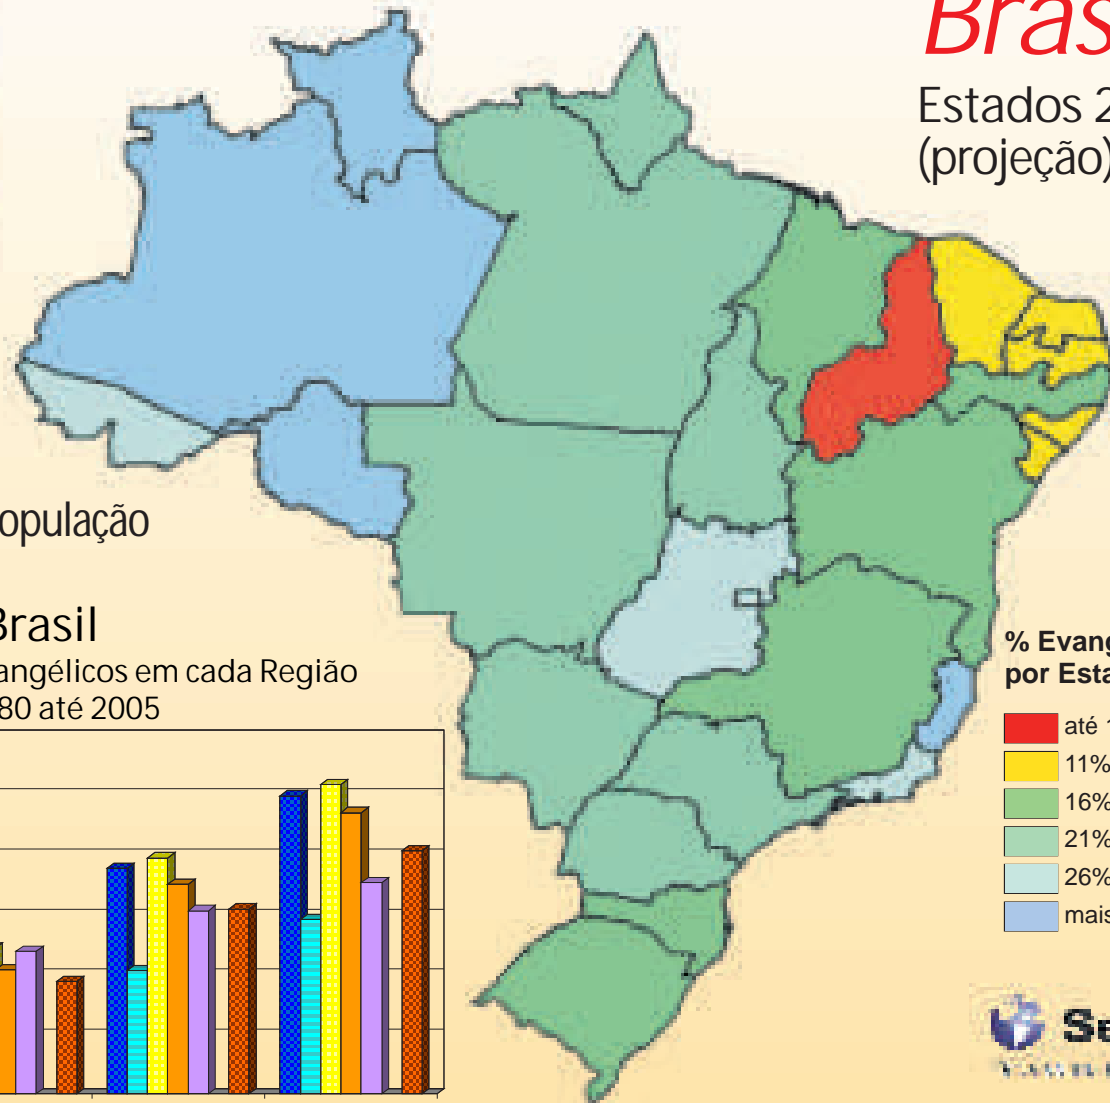 Bras
Estados 2
(projeção)
opulação
Brasil
angélicos em cada Região
80 até 2005
% Evang
por Esta
até 1
11%
16%
21%
26%
mais
Se